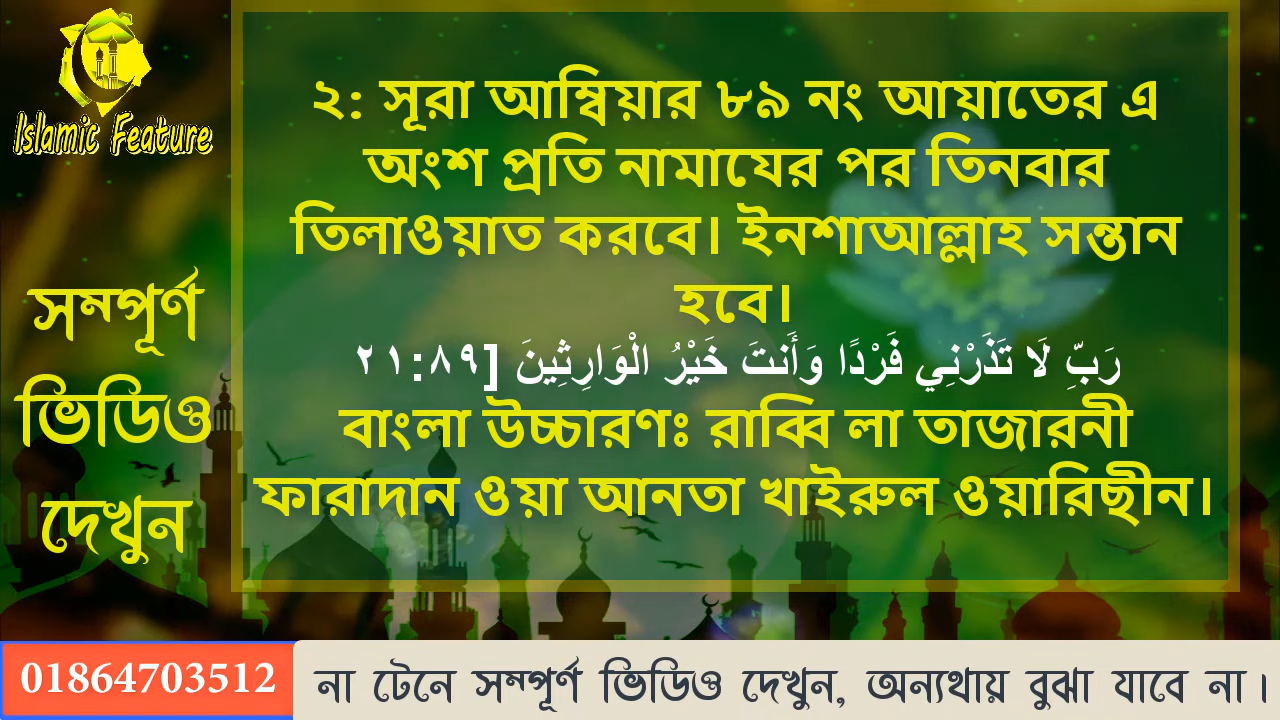 Islamic Feature
সম্পূর্ণ
ভিডিও
দেখুন
২: সূরা আম্বিয়ার ৮৯ নং আয়াতের এ
অংশ প্রতি নামাযের পর তিনবার
তিলাওয়াত করবে। ইনশাআল্লাহ সন্তান
হবে।
رَبِّ لَا تَذَرْنِي فَرْدًا وَأَنتَ خَيْرُ الْوَارِثِينَ [٢١:٨٩
বাংলা উচ্চারণঃ রাব্বি লা তাজারনী
ফারাদান ওয়া আনতা খাইরুল ওয়ারিছীন।
01864703512
না টেনে সম্পূর্ণ ভিডিও দেখুন, অন্যথায় বুঝা যাবে না।